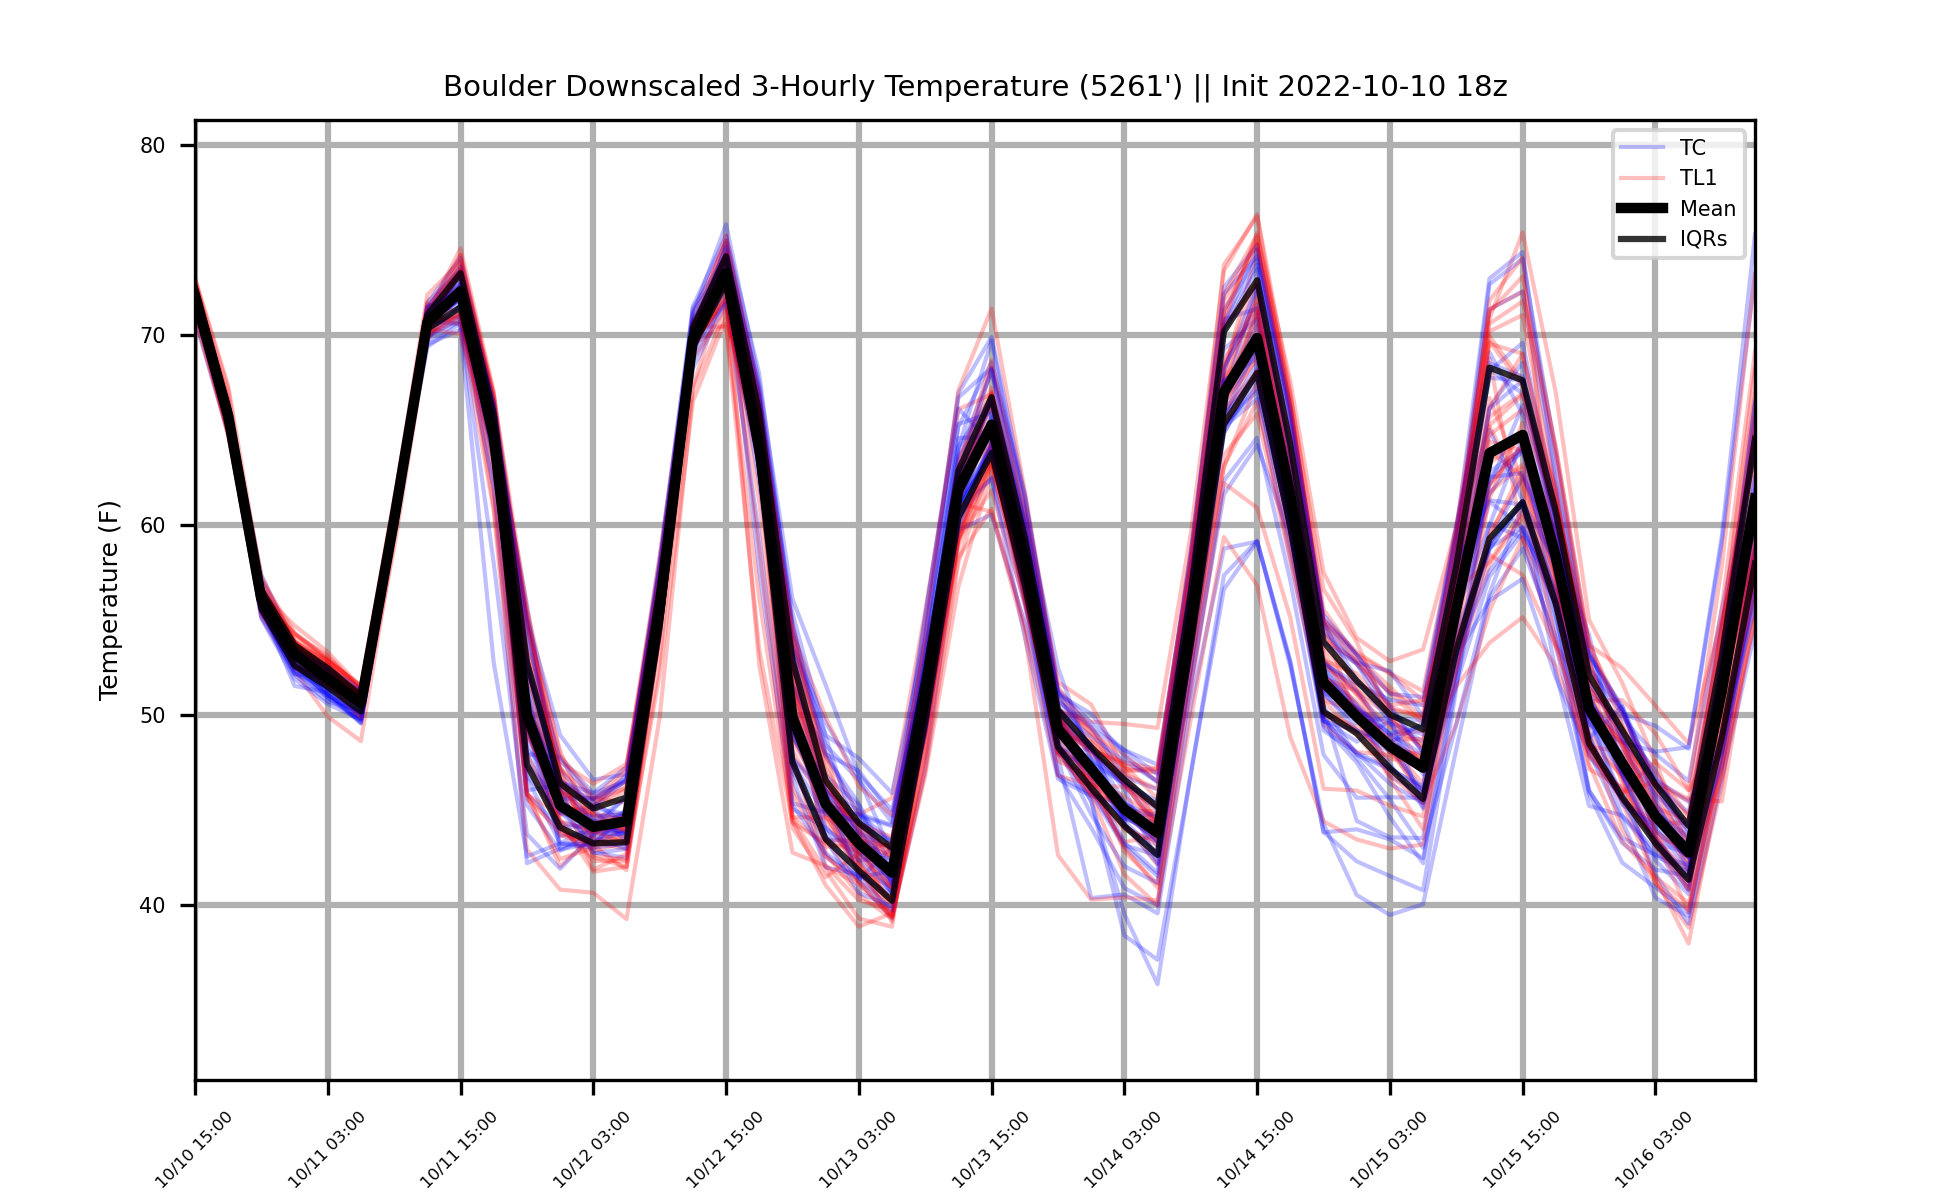 Boulder Downscaled 3-Hourly Temperature (5261') || Init 2022-10-10 18z
TC
TL1
Mean
IQRs
Temperature (F)
80
70
60
50
40
10/10 15:00
10/11 03:00
10/11 15:00
10/12 03:00
10/12 15:00
10/13 03:00
10/13 15:00
10/14 03:00
10/14 15:00
10/15 03:00
10/15 15:00
10/16 03:00